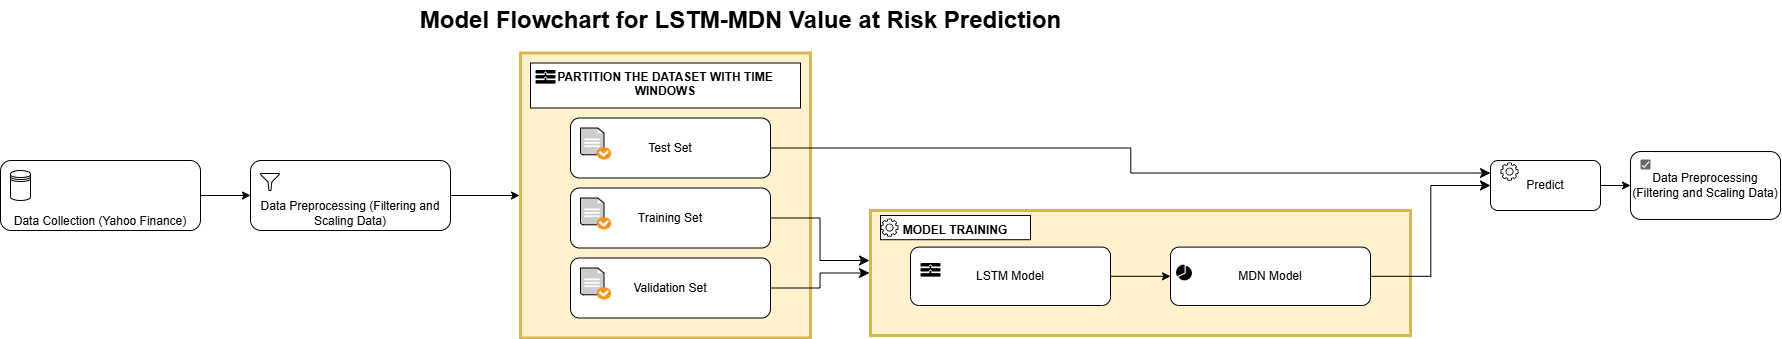 Model Flowchart for LSTM-MDN Value at Risk Prediction
PARTITION THE DATASET WITH TIME
WINDOWS
Test Set
Training Set
Validation Set
Data Collection (Yahoo Finance)
Data Preprocessing (Filtering and
Scaling Data)
MODEL TRAINING
LSTM Model
MDN Model
Predict
Data Preprocessing
(Filtering and Scaling Data)